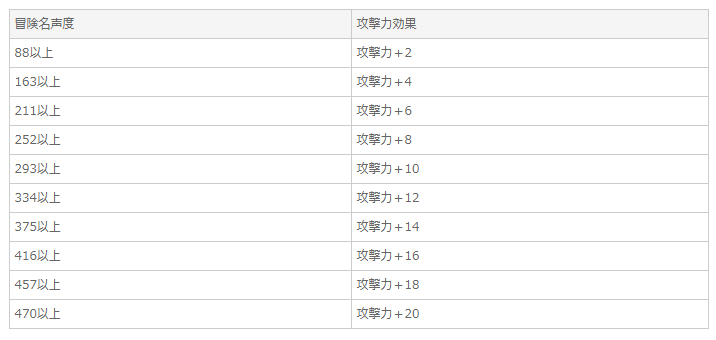 冒険名声度 攻撃力効果
88以上 攻撃力＋2
163以上 攻撃力＋4
211以上 攻撃力＋6
252以上 攻撃力＋8
293以上 攻撃力＋10
334以上 攻撃力＋12
375以上 攻撃力＋14
416以上 攻撃力＋16
457以上 攻撃力＋18
470以上 攻撃力＋20